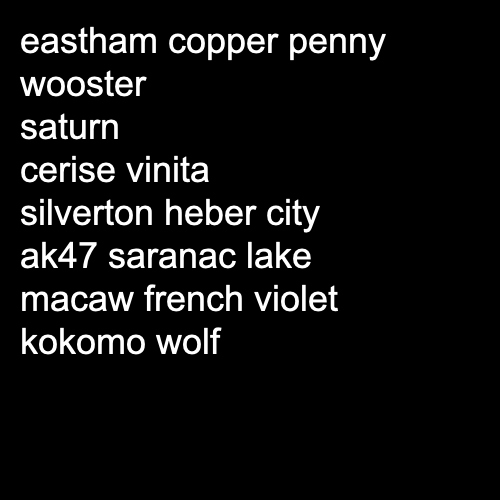 eastham copper penny
wooster
saturn
cerise vinita
silverton heber city
ak47 saranac lake
macaw french violet
kokomo wolf